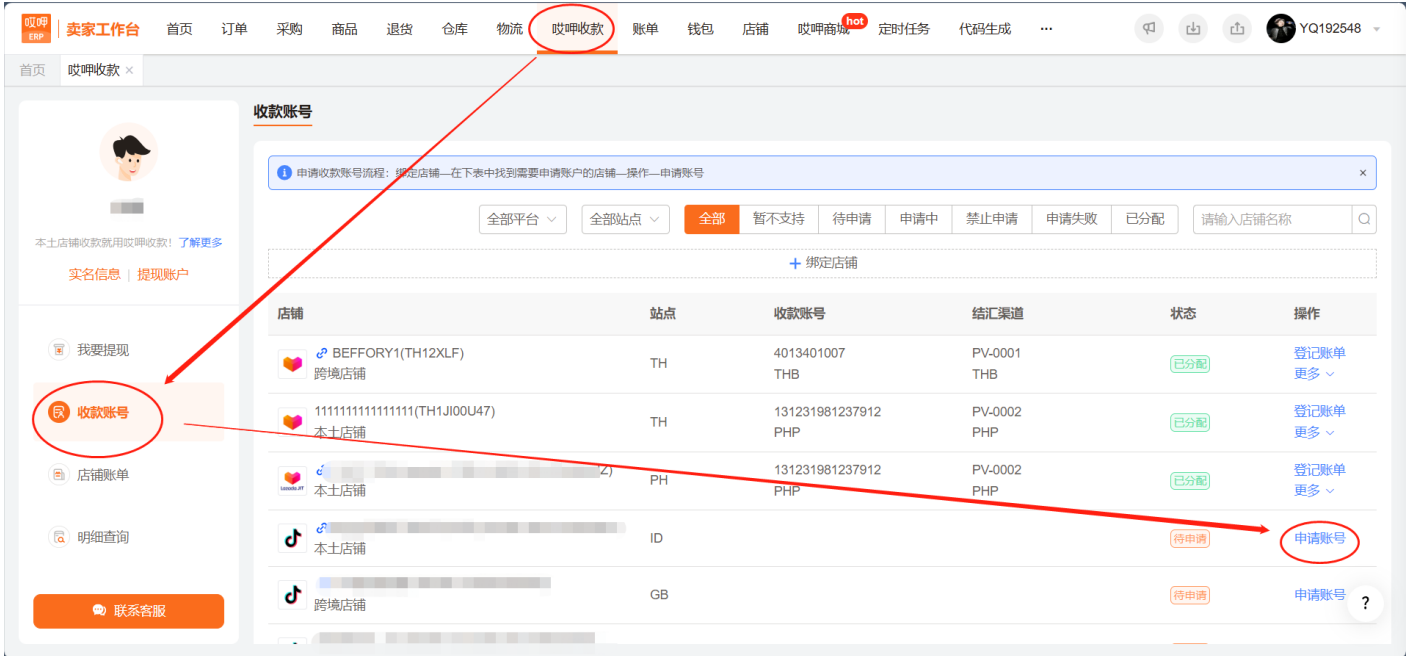 哎呷
ERP
卖家工作台 首页 订单 采购 商品 退货 仓库 物流 哎呷收款 账单 钱包 店铺 哎呷商城 hot 定时任务 代码生成 ··· YQ192548
首页 哎呷收款 ×
收款账号
申请收款账号流程：绑定店铺—在下表中找到需要申请账户的店铺—操作—申请账号 ×
本土店铺收款就用哎呷收款！了解更多
实名信息 | 提现账户
我要提现
收款账号
店铺账单
明细查询
联系客服
全部平台 全部站点 全部 暂不支持 待申请 申请中 禁止申请 申请失败 已分配 请输入店铺名称
+ 绑定店铺
店铺 站点 收款账号 结汇渠道 状态 操作
BEFFORY1(TH12XLF) 4013401007 PV-0001 登记账单
跨境店铺 TH THB THB 已分配 更多
1111111111111111(TH1JI00U47) 131231981237912 PV-0002 登记账单
本土店铺 TH PHP PHP 已分配 更多
Z) 131231981237912 PV-0002 登记账单
本土店铺 PH PHP PHP 已分配 更多
本土店铺 ID 待申请 申请账号
跨境店铺 GB 待申请 申请账号
?